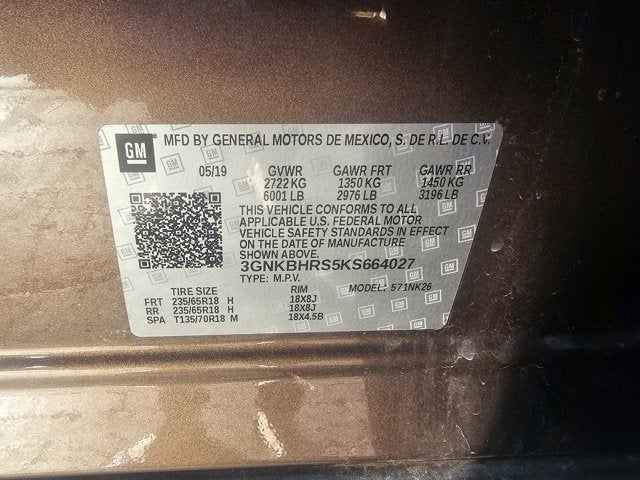 GM MFD BY GENERAL MOTORS DE MEXICO, S. DE R.L. DE C.V.
05/19 GVWR GAWR FRT GAWR RR
2722 KG 1350 KG 1450 KG
6001 LB 2976 LB 3196 LB
THIS VEHICLE CONFORMS TO ALL
APPLICABLE U.S. FEDERAL MOTOR
VEHICLE SAFETY STANDARDS IN EFFECT
ON THE DATE OF MANUFACTURE
SHOWN ABOVE.
3GNKBHRS5KS664027
TYPE: M.P.V. MODEL: 571NK26
TIRE SIZE RIM
FRT 235/65R18 H 18X8J
RR 235/65R18 H 18X8J
SPA T135/70R18 M 18X4.5B